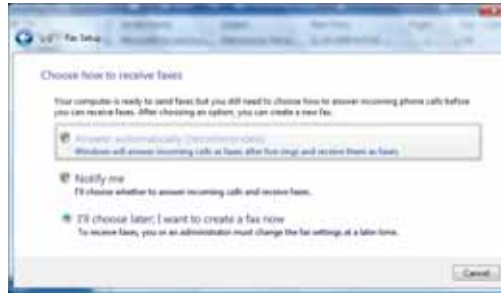 Fax Setup
Choose how to receive faxes
Your computer is ready to send faxes but you still need to choose how to answer incoming phone calls before
you can receive faxes. After choosing an option, you can create a new fax.
Answer automatically (recommended)
Windows will answer incoming calls as faxes after five rings and receive them as faxes.
Notify me
I'll choose whether to answer incoming calls and receive faxes.
I'll choose later; I want to create a fax now
To receive faxes, you or an administrator must change the fax settings at a later time.
Cancel